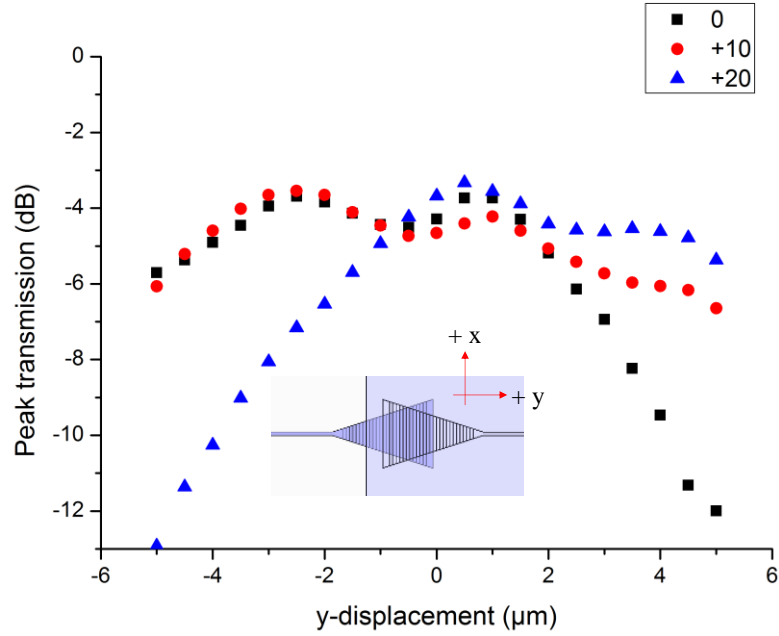 0
+10
+20
0
-2
-4
-6
-8
-10
-12
Peak transmission (dB)
+ x
+ y
-6 -4 -2 0 2 4 6
y-displacement (μm)